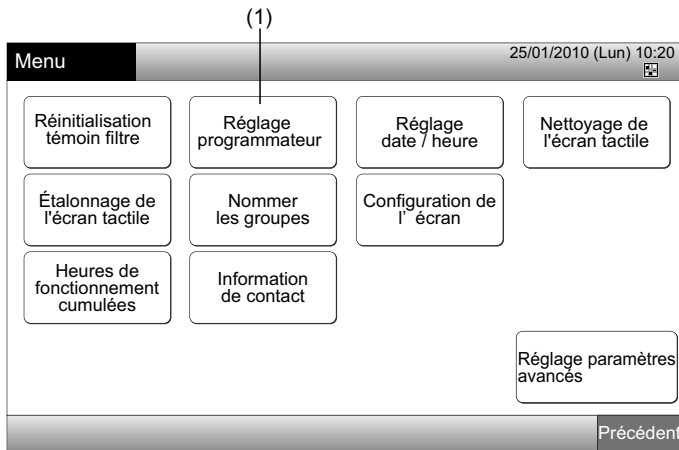 (1)
Menu
25/01/2010 (Lun) 10:20
Réinitialisation
témoin filtre
Réglage
programmateur
Réglage
date / heure
Nettoyage de
l'écran tactile
Étalonnage de
l'écran tactile
Nommer
les groupes
Configuration de
l' écran
Heures de
fonctionnement
cumulées
Information
de contact
Réglage paramètres
avancés
Précédent